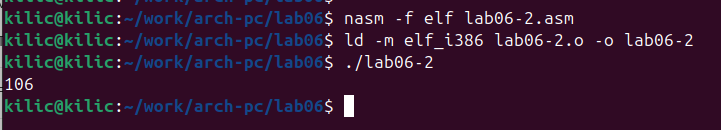 kilic@kilic:~/work/arch-pc/lab06$ nasm -f elf lab06-2.asm
kilic@kilic:~/work/arch-pc/lab06$ ld -m elf_i386 lab06-2.o -o lab06-2
kilic@kilic:~/work/arch-pc/lab06$ ./lab06-2
106
kilic@kilic:~/work/arch-pc/lab06$